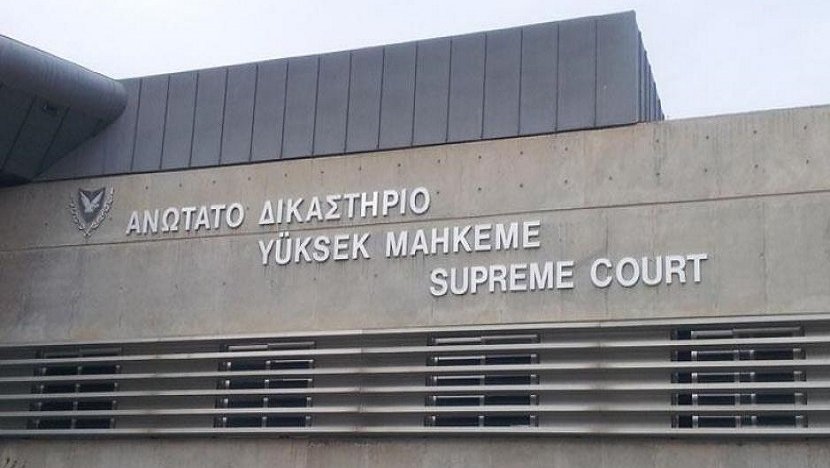 ΑΝΩΤΑΤΟ ΔΙΚΑΣΤΗΡΙΟ
YÜKSEK MAHKEME
SUPREME COURT